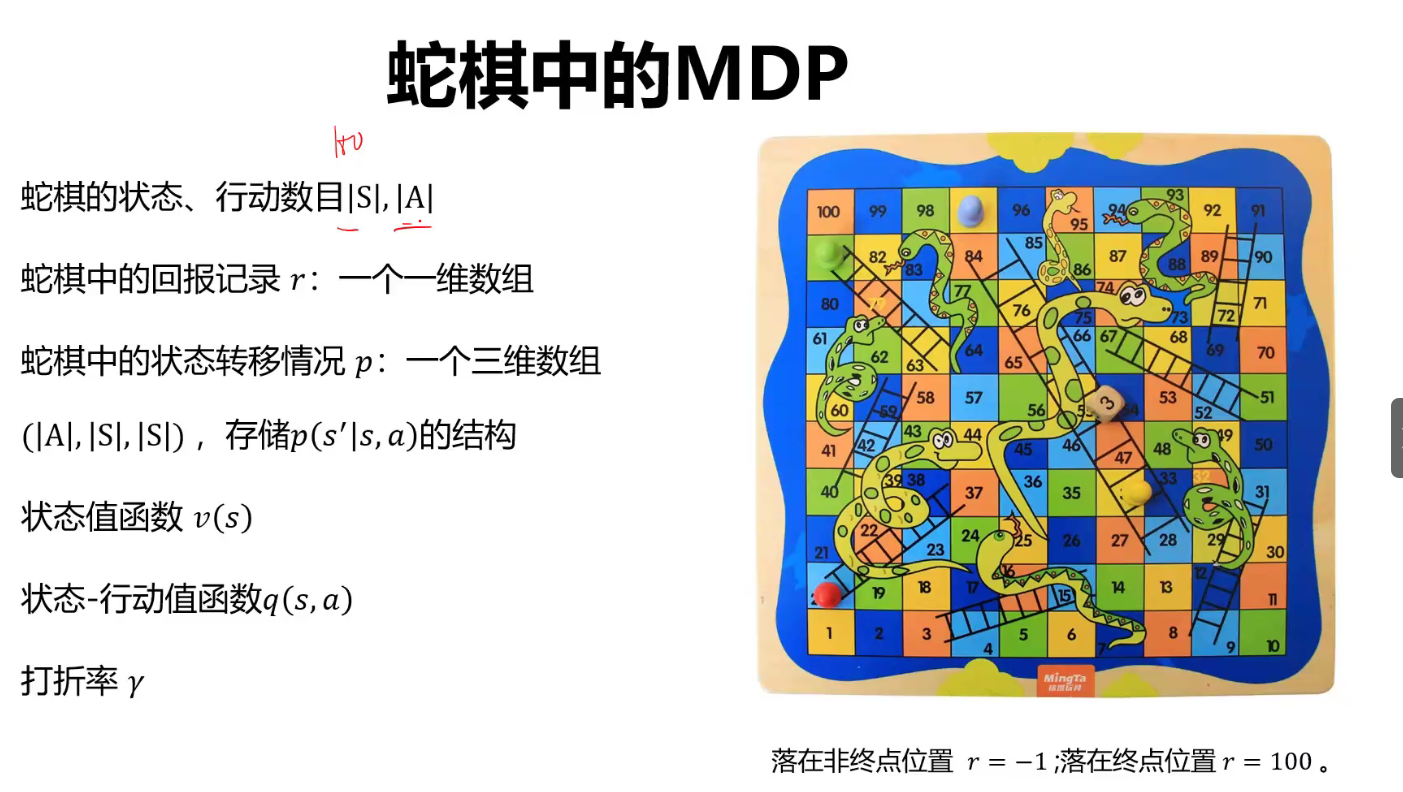 蛇棋中的MDP
100
蛇棋的状态、行动数目|S|, |A|
蛇棋中的回报记录 r：一个一维数组
蛇棋中的状态转移情况 p：一个三维数组
(|A|, |S|, |S|) ，存储p(s′|s, a)的结构
状态值函数 v(s)
状态-行动值函数q(s, a)
打折率 γ
100 99 98 96 95 94 93 92 91
82 83 84 85 86 87 88 89 90
80 79 77 76 75 74 73 72 71
61 62 63 64 65 66 67 68 69 70
60 59 58 57 56 55 54 53 52 51
41 42 43 44 45 46 47 48 49 50
40 39 38 37 36 35 33 32 31
21 22 23 24 25 26 27 28 29 30
19 18 17 16 15 14 13 12 11
1 2 3 4 5 6 7 8 9 10
3
MingTa
铭塔玩具
落在非终点位置 r = −1 ;落在终点位置 r = 100 。